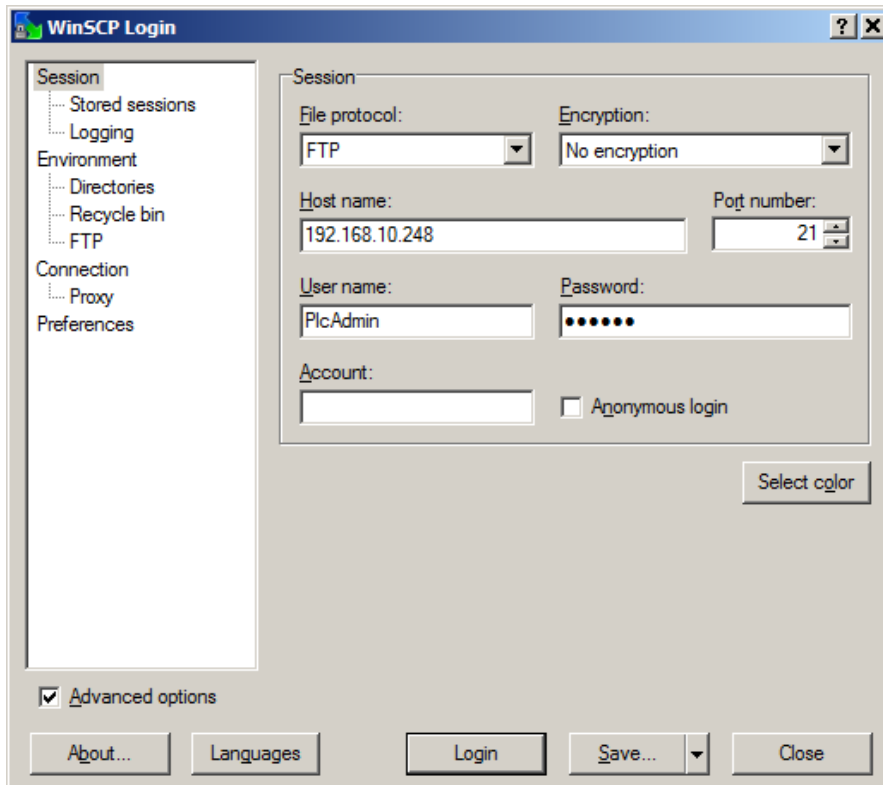 WinSCP Login
Session
Stored sessions
Logging
Environment
Directories
Recycle bin
FTP
Connection
Proxy
Preferences
Session
File protocol: Encryption:
FTP No encryption
Host name: Port number:
192.168.10.248 21
User name: Password:
PlcAdmin ●●●●●●
Account:
Anonymous login
Select color
Advanced options
About... Languages Login Save... Close